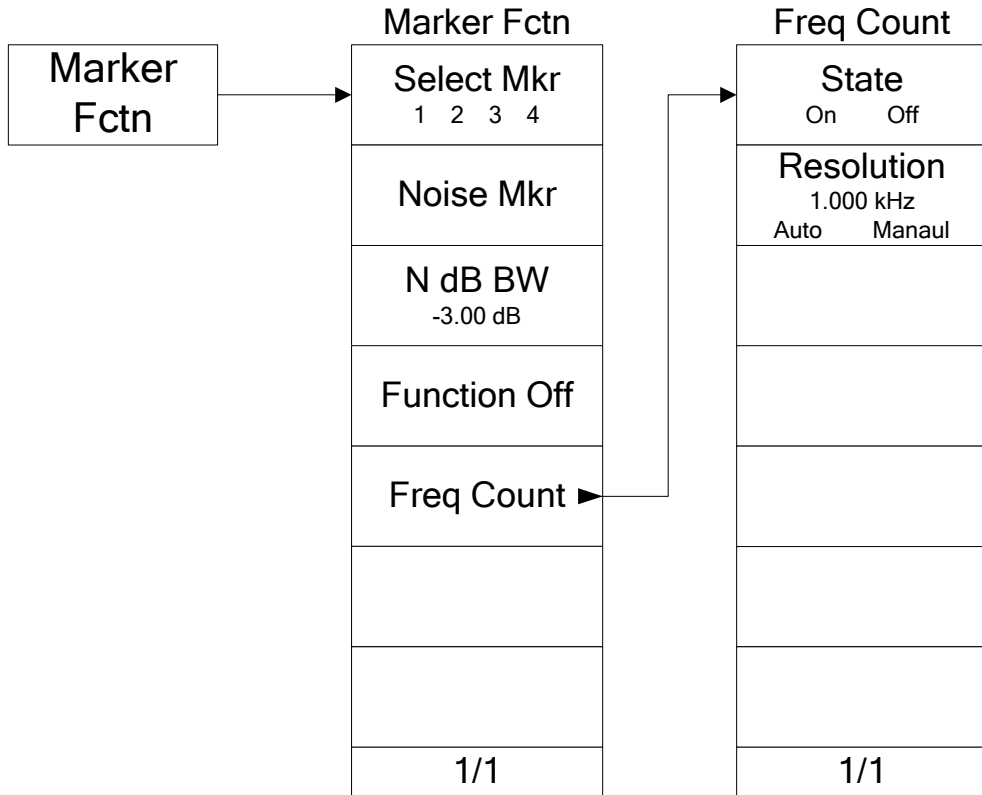 Marker
Fctn
Marker Fctn
Select Mkr
1 2 3 4
Noise Mkr
N dB BW
-3.00 dB
Function Off
Freq Count
1/1
Freq Count
State
On Off
Resolution
1.000 kHz
Auto Manaul
1/1